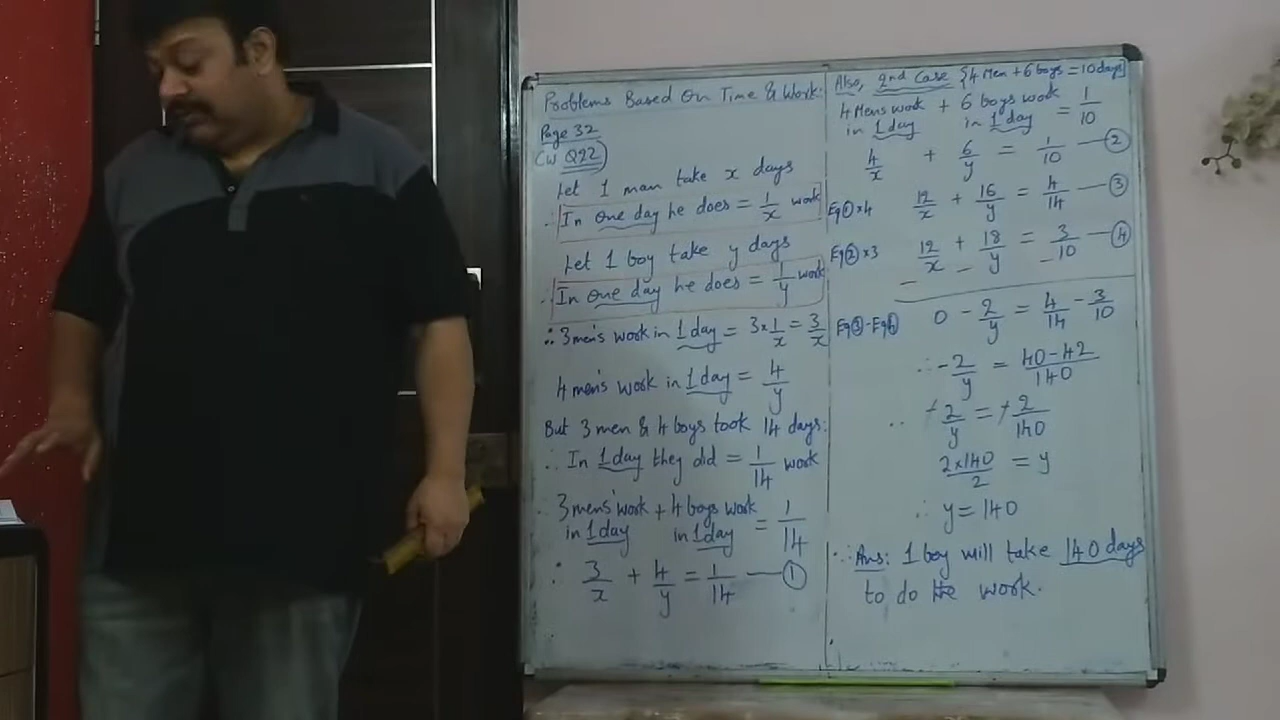 Problems Based On Time & Work:
Page 32
CW Q22)
Let 1 man take x days
∴ In one day he does = 1/x work
Let 1 boy take y days
∴ In one day he does = 1/y work
∴ 3 men's work in 1 day = 3×1/x = 3/x
4 men's work in 1 day = 4/y
But 3 men & 4 boys took 14 days:
∴ In 1 day they did = 1/14 work
∴ 3 men's work in 1 day + 4 boys work in 1 day = 1/14
∴ 3/x + 4/y = 1/14 — ①
Also, 2nd Case {4 Men + 6 boys = 10 days}
4 Mens work in 1 day + 6 boys work in 1 day = 1/10
4/x + 6/y = 1/10 — ②
Eq①×4 12/x + 16/y = 4/14 — ③
Eq②×3 12/x + 18/y = 3/10 — ④
− − −
Eq③-Eq④ 0 - 2/y = 4/14 - 3/10
∴ -2/y = 40-42/140
∴ +2/y = +2/140
2×140/2 = y
∴ y = 140
∴ Ans: 1 boy will take 140 days
to do the work.